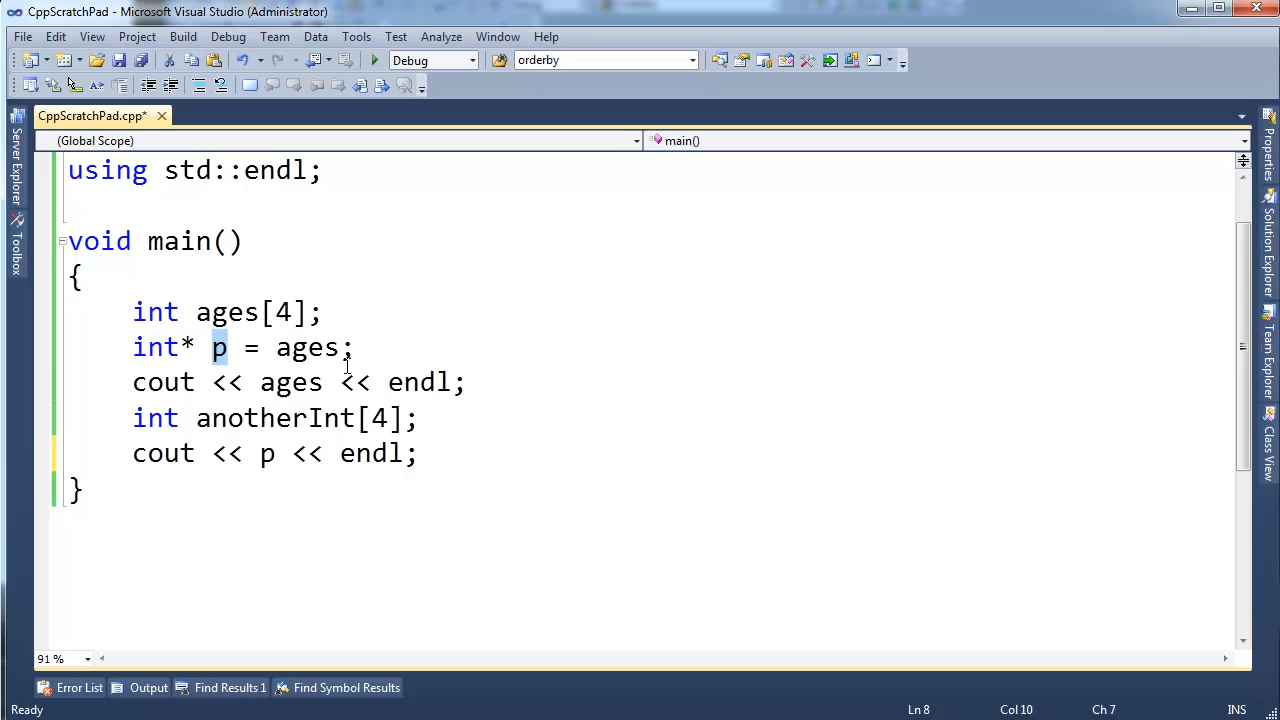 CppScratchPad - Microsoft Visual Studio (Administrator)
File Edit View Project Build Debug Team Data Tools Test Analyze Window Help
Debug orderby
CppScratchPad.cpp*
(Global Scope) main()
Server Explorer
Toolbox
using std::endl;
void main()
{
int ages[4];
int* p = ages;
cout << ages << endl;
int anotherInt[4];
cout << p << endl;
}
Properties
Solution Explorer
Team Explorer
Class View
91 %
Error List Output Find Results 1 Find Symbol Results
Ready Ln 8 Col 10 Ch 7 INS